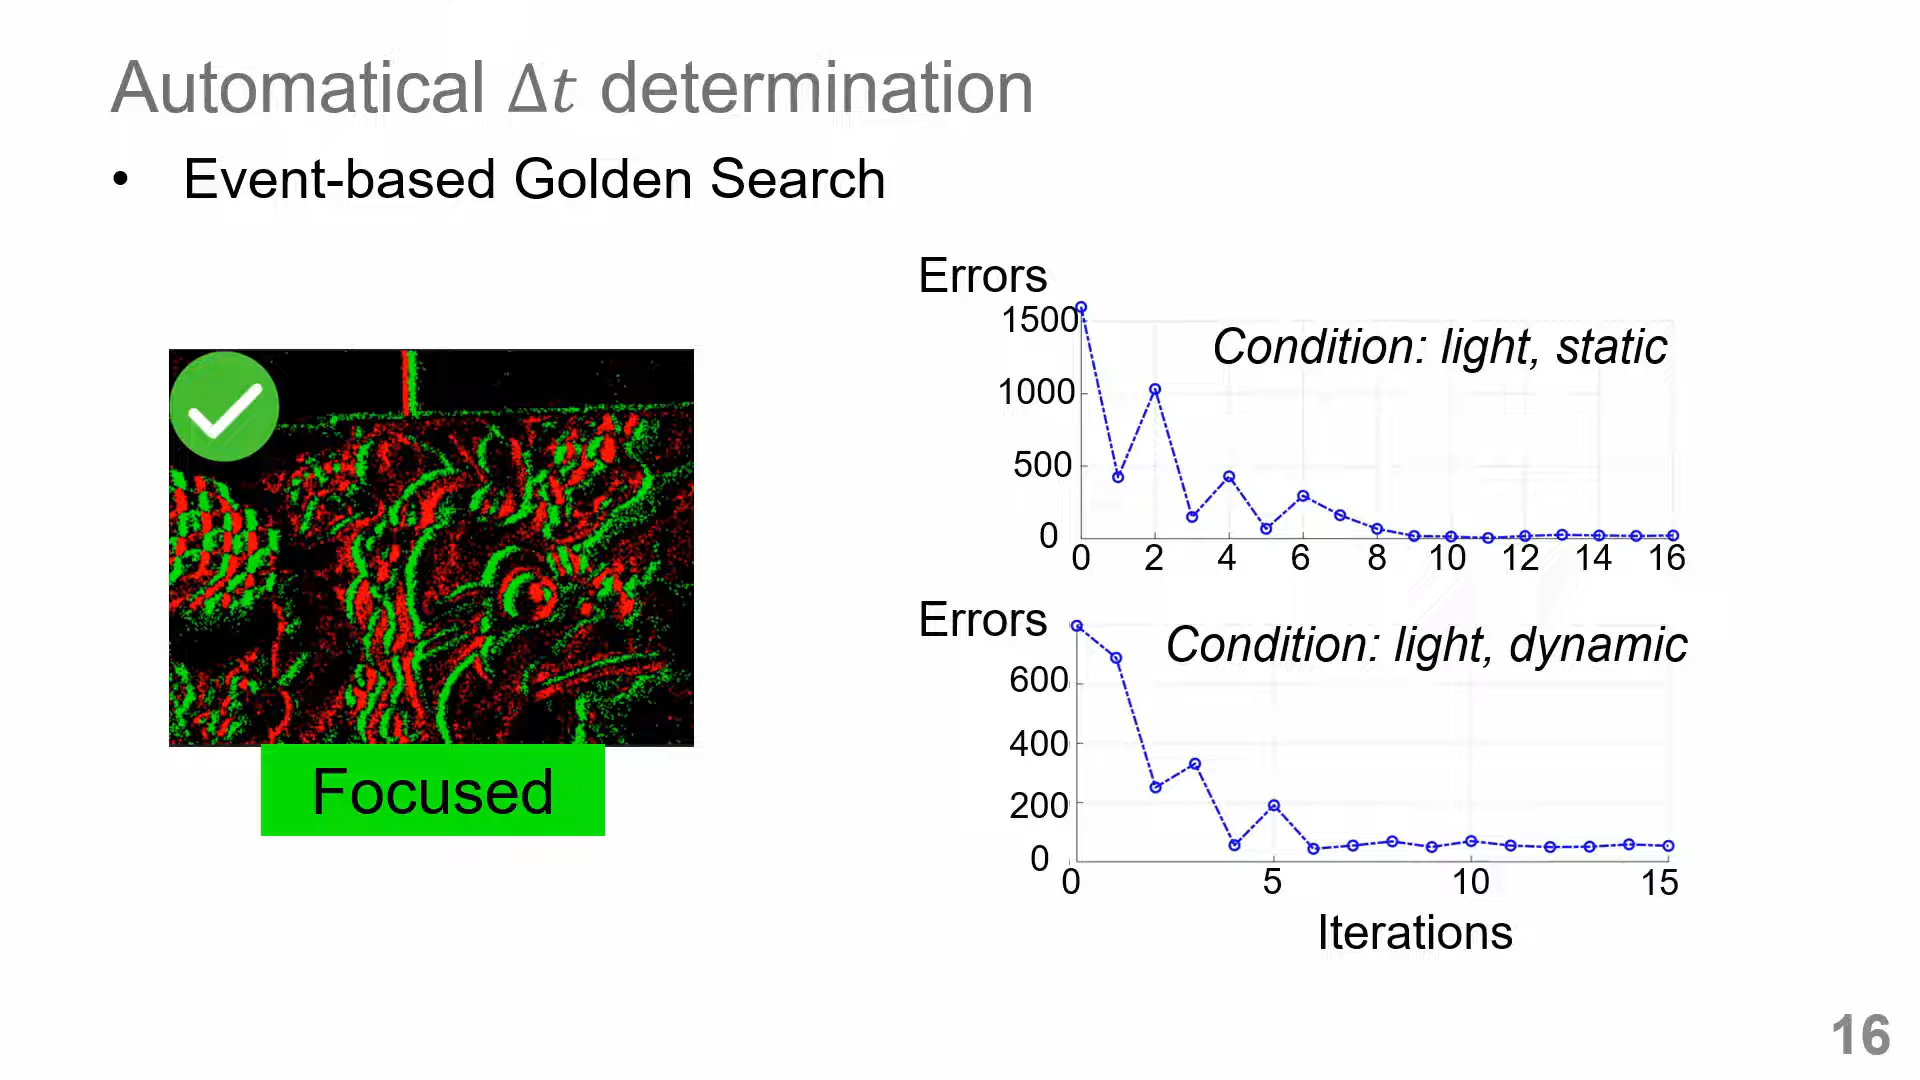 Automatical Δt determination
• Event-based Golden Search
Focused
Errors
1500
1000
500
0
Condition: light, static
0 2 4 6 8 10 12 14 16
Errors
600
400
200
0
Condition: light, dynamic
0 5 10 15
Iterations
16